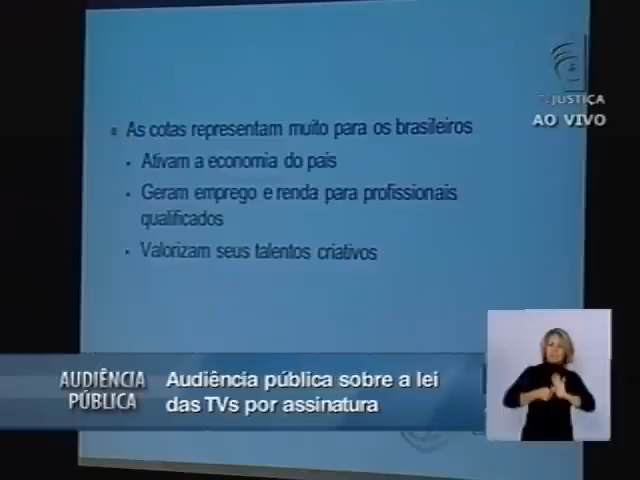 TV JUSTIÇA
AO VIVO
As cotas representam muito para os brasileiros
Ativam a economia do país
Geram emprego e renda para profissionais
qualificados
Valorizam seus talentos criativos
AUDIÊNCIA
PÚBLICA
Audiência pública sobre a lei
das TVs por assinatura